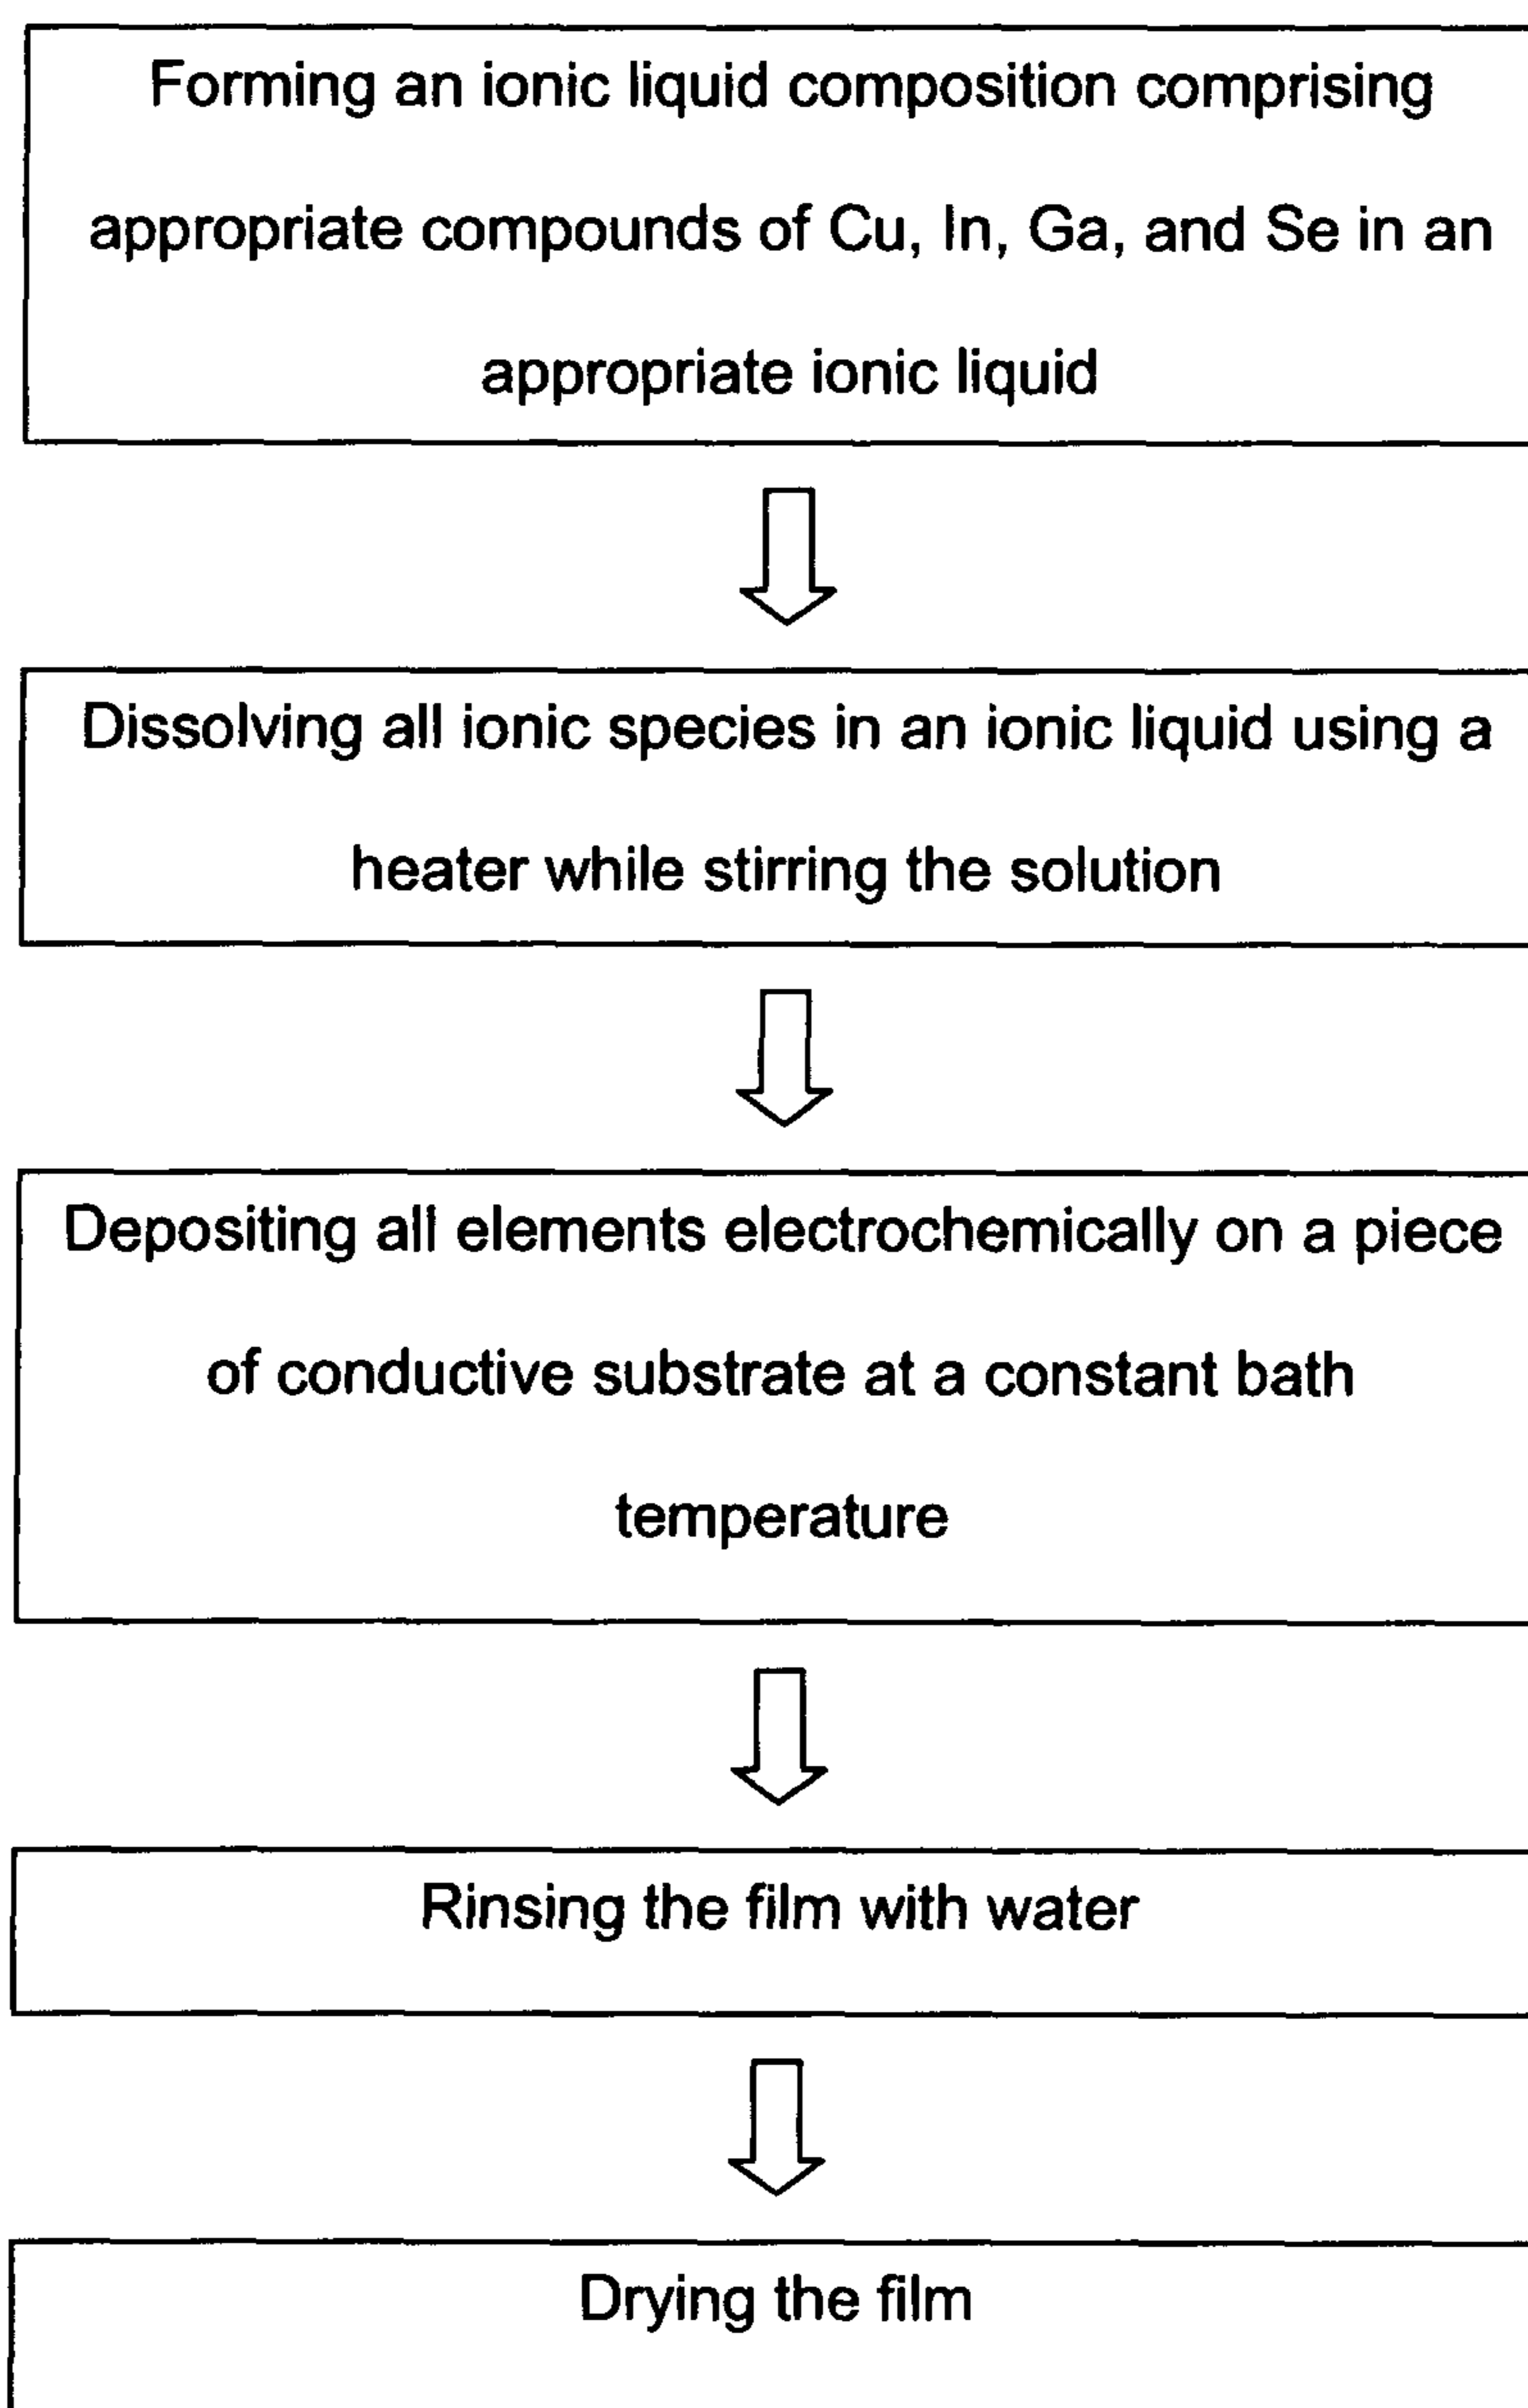 Forming an ionic liquid composition comprising
appropriate compounds of Cu, In, Ga, and Se in an
appropriate ionic liquid
Dissolving all ionic species in an ionic liquid using a
heater while stirring the solution
Depositing all elements electrochemically on a piece
of conductive substrate at a constant bath
temperature
Rinsing the film with water
Drying the film